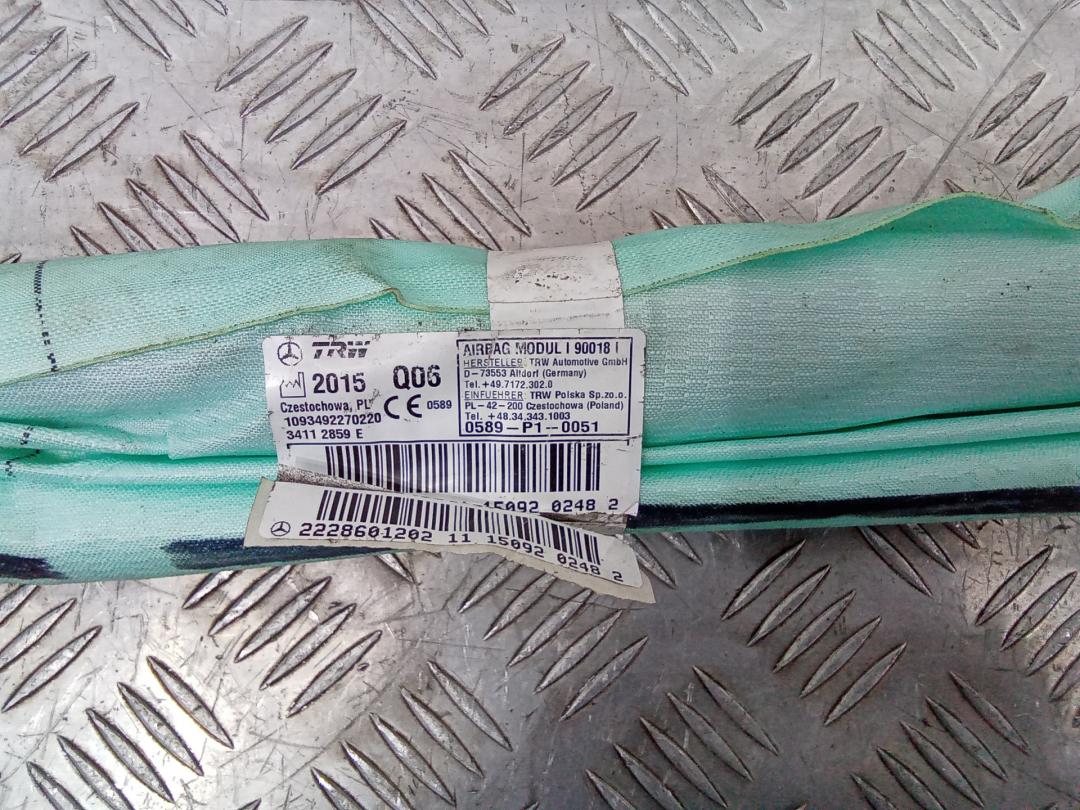 TRW
2015 Q06
Czestochowa, PL
CE 0589
1093492270220
3411 2859 E
AIRBAG MODUL I 90018 I
HERSTELLER: TRW Automotive GmbH
D-73553 Alfdorf (Germany)
Tel.+49.7172.302.0
EINFUEHRER: TRW Polska Sp.zo.o.
PL-42-200 Czestochowa (Poland)
Tel. +48.34.343.1003
0589-P1-0051
15092 0248 2
2228601202 11 15092 0248 2